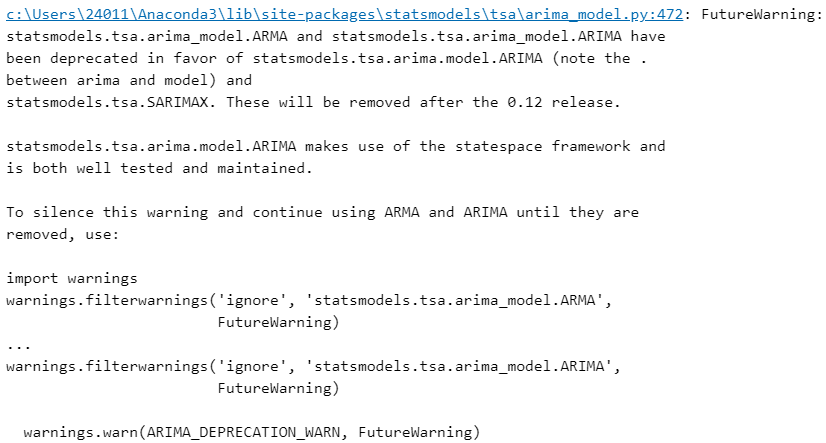 c:\Users\24011\Anaconda3\lib\site-packages\statsmodels\tsa\arima_model.py:472: FutureWarning:
statsmodels.tsa.arima_model.ARMA and statsmodels.tsa.arima_model.ARIMA have
been deprecated in favor of statsmodels.tsa.arima.model.ARIMA (note the .
between arima and model) and
statsmodels.tsa.SARIMAX. These will be removed after the 0.12 release.

statsmodels.tsa.arima.model.ARIMA makes use of the statespace framework and
is both well tested and maintained.

To silence this warning and continue using ARMA and ARIMA until they are
removed, use:

import warnings
warnings.filterwarnings('ignore', 'statsmodels.tsa.arima_model.ARMA',
                        FutureWarning)
...
warnings.filterwarnings('ignore', 'statsmodels.tsa.arima_model.ARIMA',
                        FutureWarning)

  warnings.warn(ARIMA_DEPRECATION_WARN, FutureWarning)